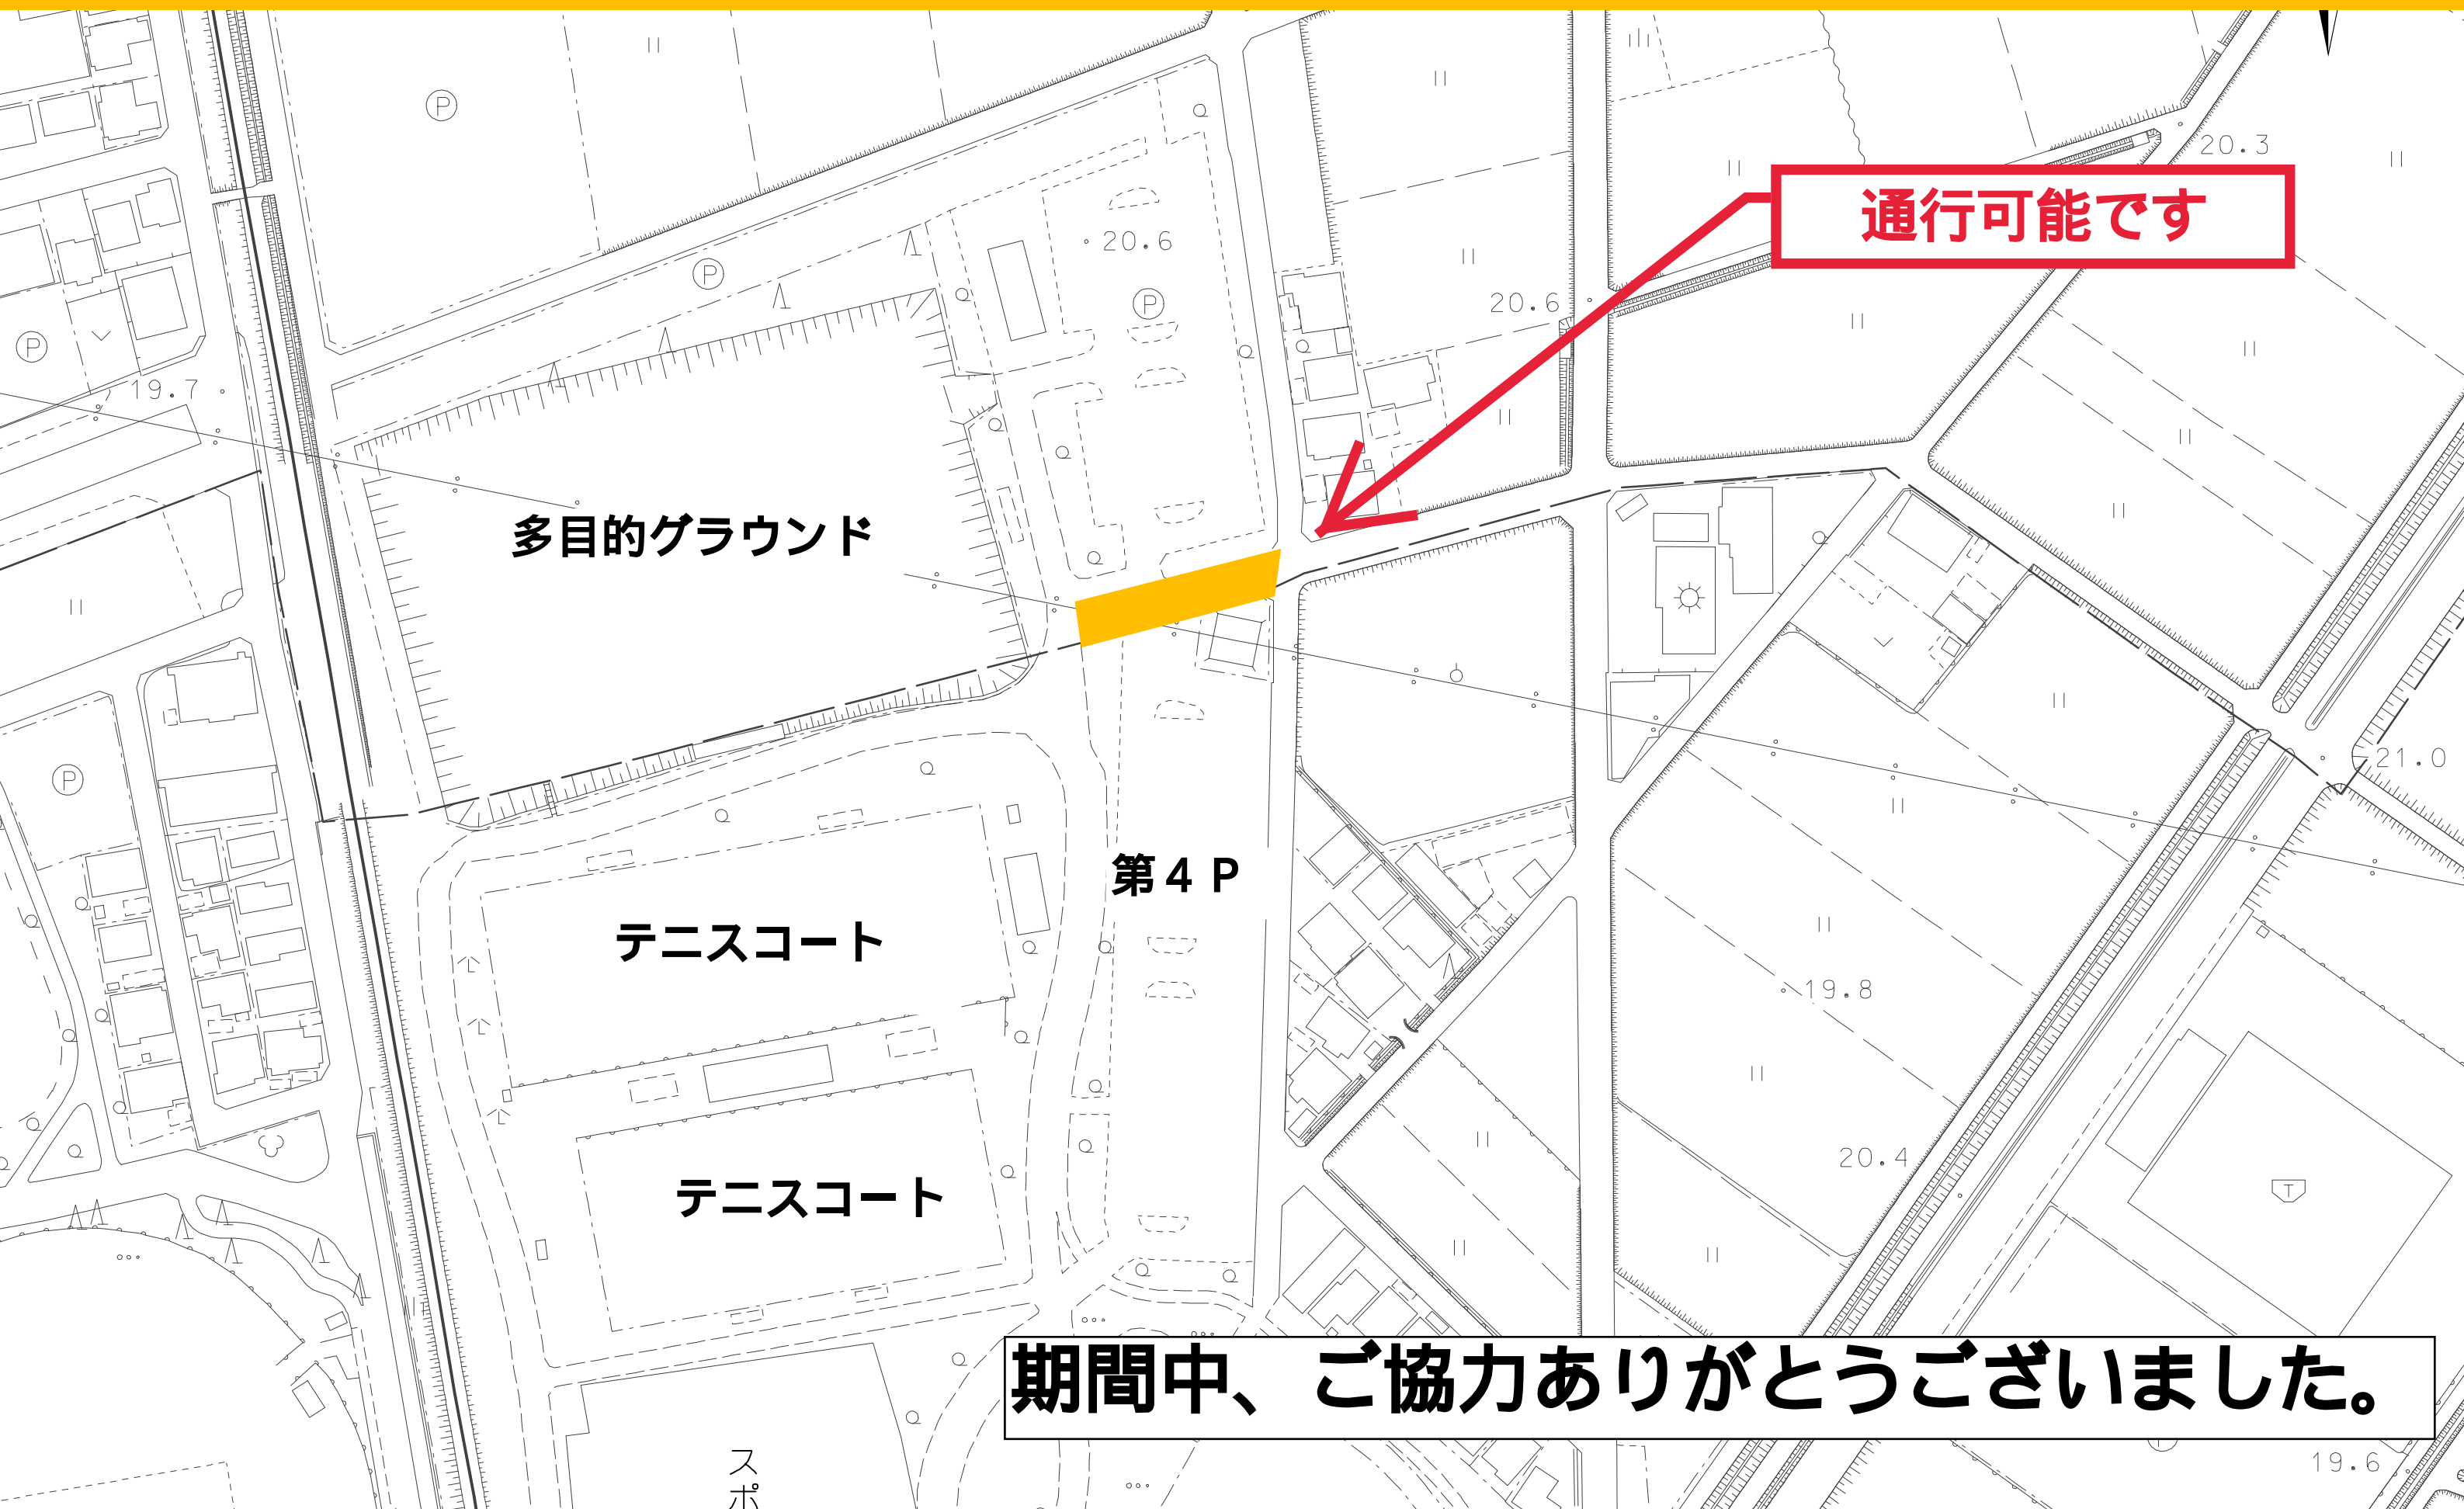 P
20.3
通行可能です
20.6
P
P
20.6
P
19.7
多目的グラウンド
21.0
P
第４Ｐ
テニスコート
19.8
20.4
テニスコート
T
期間中、ご協力ありがとうございました。
スポ
19.6